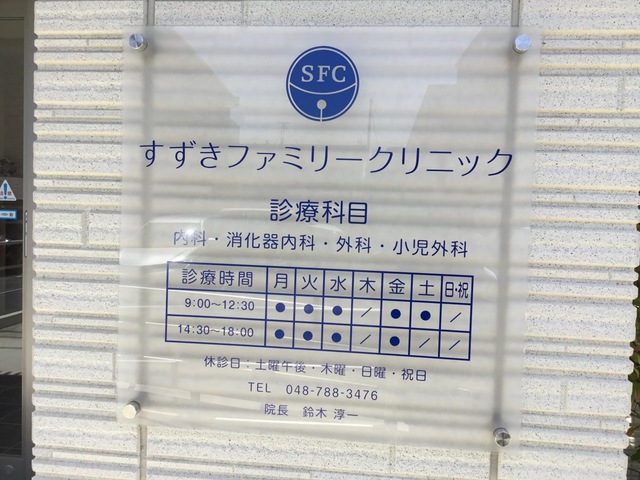 SFC
すずきファミリークリニック
診療科目
内科・消化器内科・外科・小児外科
診療時間 月 火 水 木 金 土 日・祝
9:00〜12:30 ● ● ● ／ ● ● ／
14:30〜18:00 ● ● ● ／ ● ／ ／
休診日：土曜午後・木曜・日曜・祝日
TEL 048-788-3476
院長 鈴木 淳一